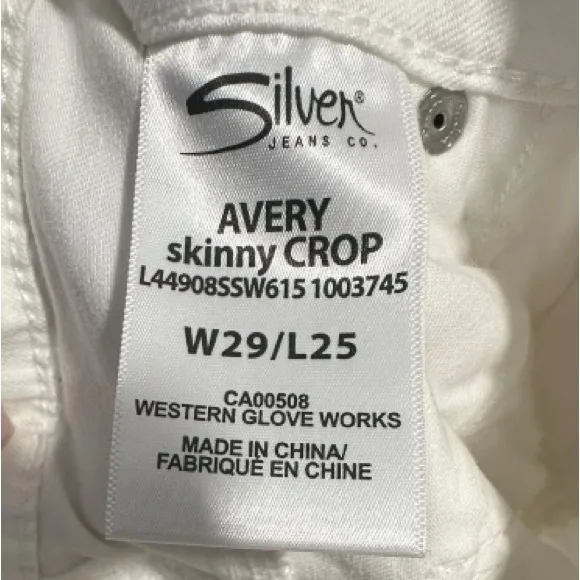 Silver®
JEANS CO.
AVERY
skinny CROP
L44908SSW615 1003745
W29/L25
CA00508
WESTERN GLOVE WORKS
MADE IN CHINA/
FABRIQUÉ EN CHINE